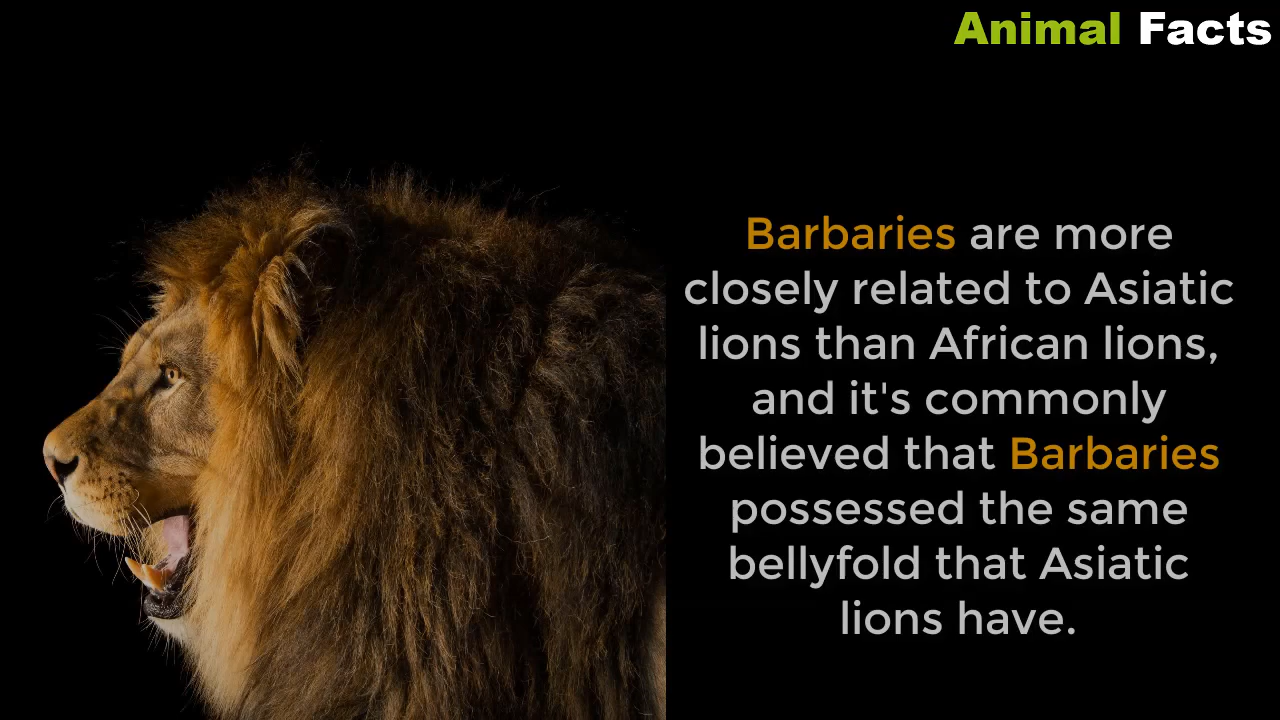 Animal Facts
Barbaries are more
closely related to Asiatic
lions than African lions,
and it's commonly
believed that Barbaries
possessed the same
bellyfold that Asiatic
lions have.